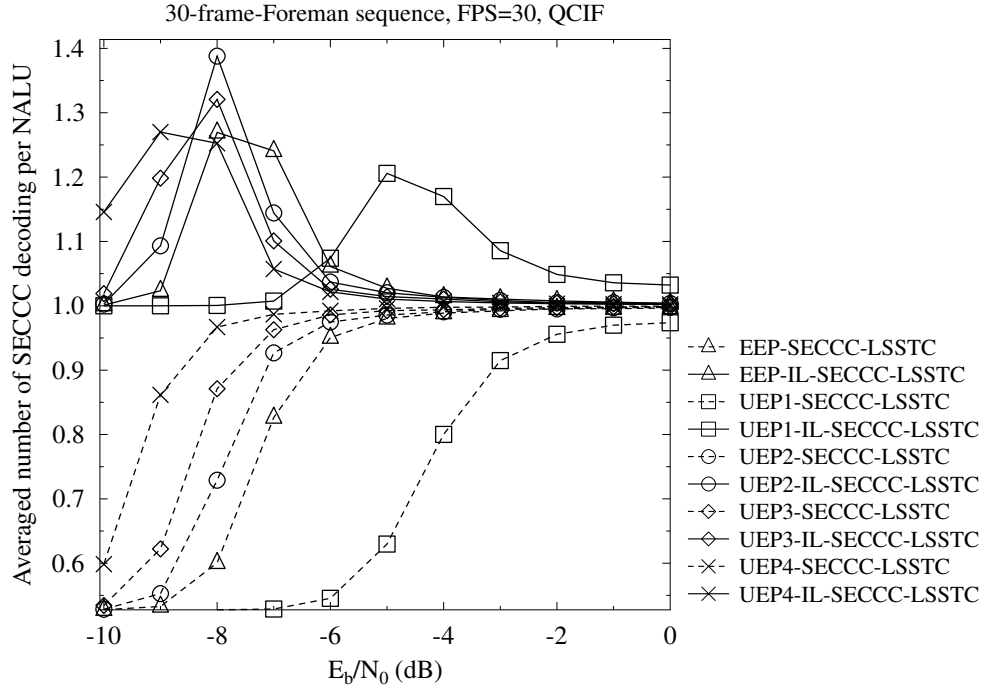 30-frame-Foreman sequence, FPS=30, QCIF
Averaged number of SECCC decoding per NALU
1.4
1.3
1.2
1.1
1.0
0.9
0.8
0.7
0.6
-10
-8
-6
-4
-2
0
E_b/N_0 (dB)
EEP-SECCC-LSSTC
EEP-IL-SECCC-LSSTC
UEP1-SECCC-LSSTC
UEP1-IL-SECCC-LSSTC
UEP2-SECCC-LSSTC
UEP2-IL-SECCC-LSSTC
UEP3-SECCC-LSSTC
UEP3-IL-SECCC-LSSTC
UEP4-SECCC-LSSTC
UEP4-IL-SECCC-LSSTC